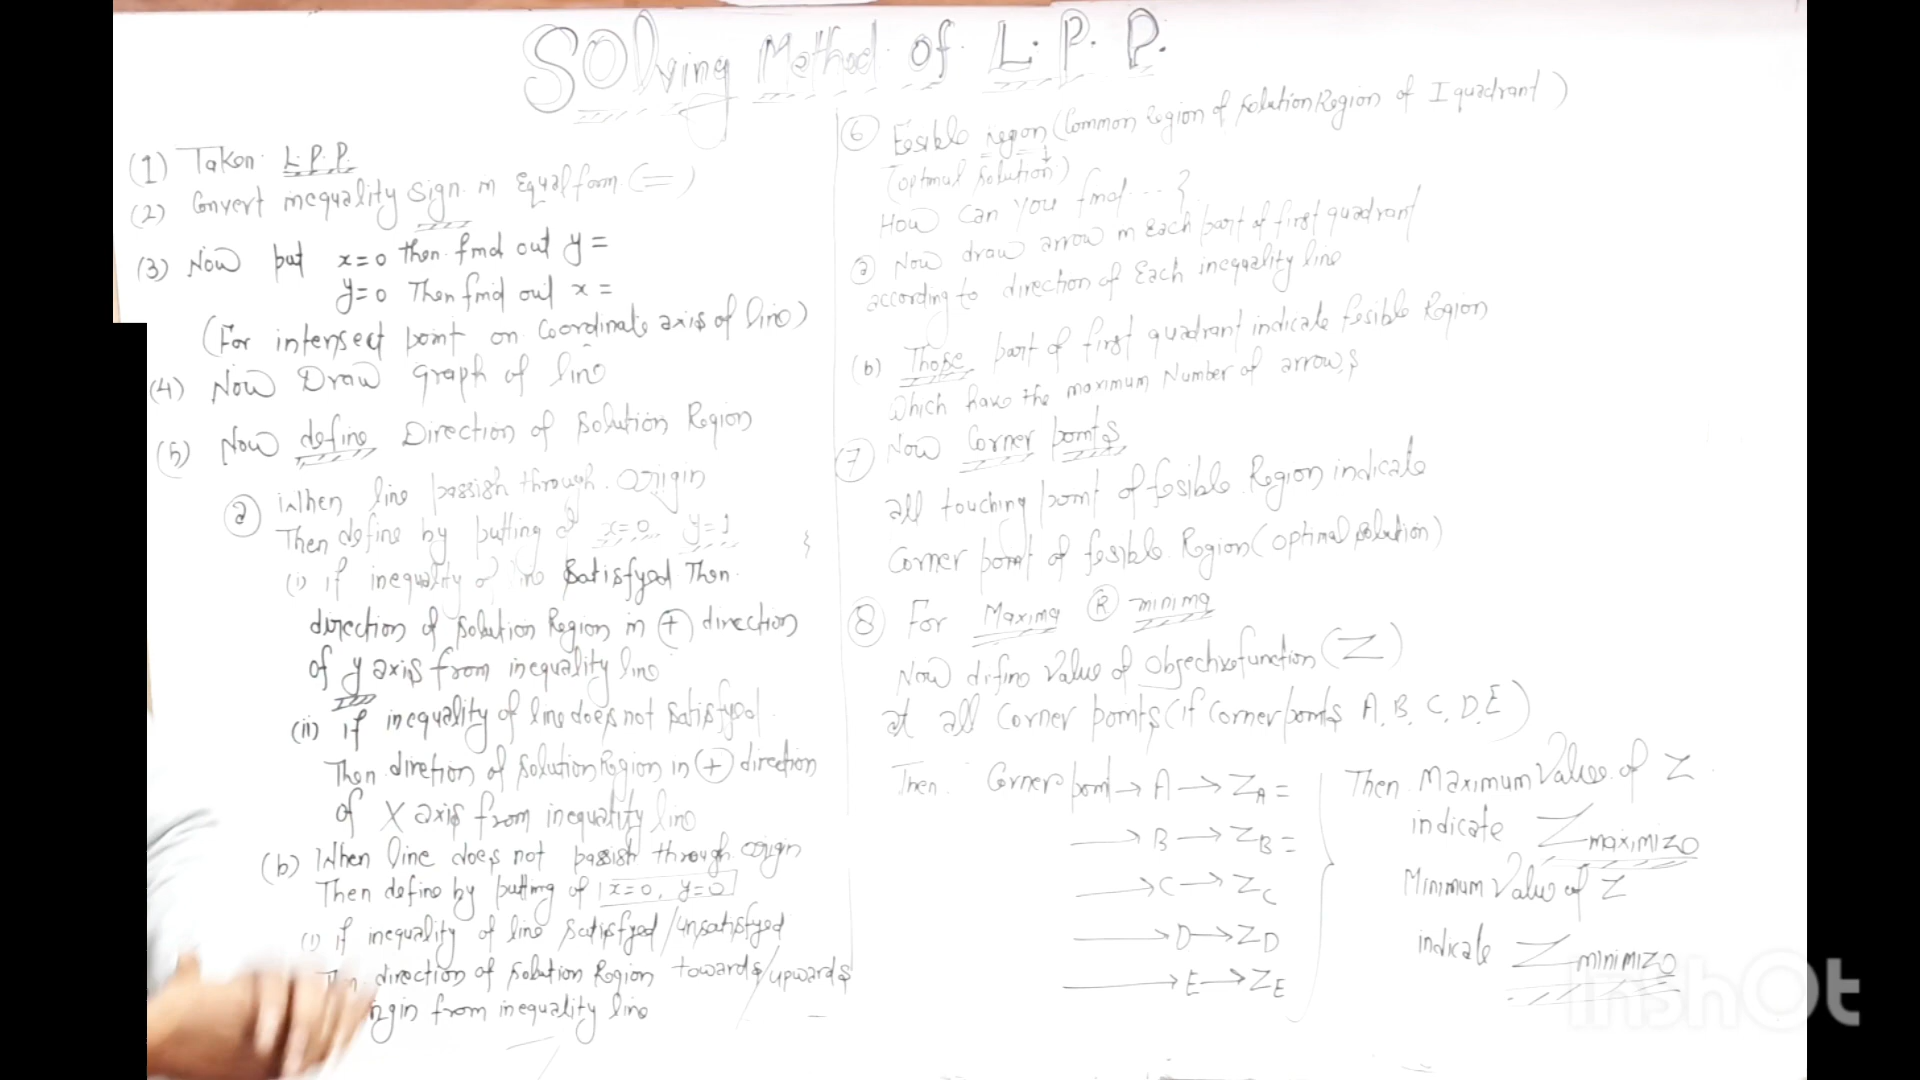 Solving Method of L.P.P.
(1) Taken L.P.P.
(2) Convert inequality sign in Equal form (=)
(3) Now put x=0 then find out y=
y=0 Then find out x=
(For intersect point on coordinate axis of line)
(4) Now Draw graph of line
(5) Now define Direction of solution Region
(a) When line passish through origin
Then define by putting of x=0 y=1
(i) if inequality of line satisfyed Then
direction of solution Region in (+) direction
of y axis from inequality line
(ii) if inequality of line does not satisfyed
Then diretion of solution Region in (+) direction
of X axis from inequality line
(b) When line does not passish through origin
Then define by putting of x=0, y=0
(i) if inequality of line satisfyed/unsatisfyed
direction of solution Region towards/upwards
from inequality line
(6) Fesible region (Common region of solution Region of I quadrant)
(optimal solution)
How can you find...}
(a) Now draw arrow in each part of first quadrant
according to direction of Each inequality line
(b) Those part of first quadrant indicate fesible Region
which have the maximum Number of arrows
(7) Now Corner points
all touching point of fesible Region indicate
Corner point of fesible Region (optimal solution)
(8) For Maxima (R) minima
Now difine Value of Objective function (Z)
at all Corner points (if Corner points A, B, C, D, E)
Then Corner point → A → Z_A =
→ B → Z_B =
→ C → Z_C
→ D → Z_D
→ E → Z_E
Then Maximum Value of Z
indicate Z maximize
Minimum Value of Z
indicate Z minimize
InShOt